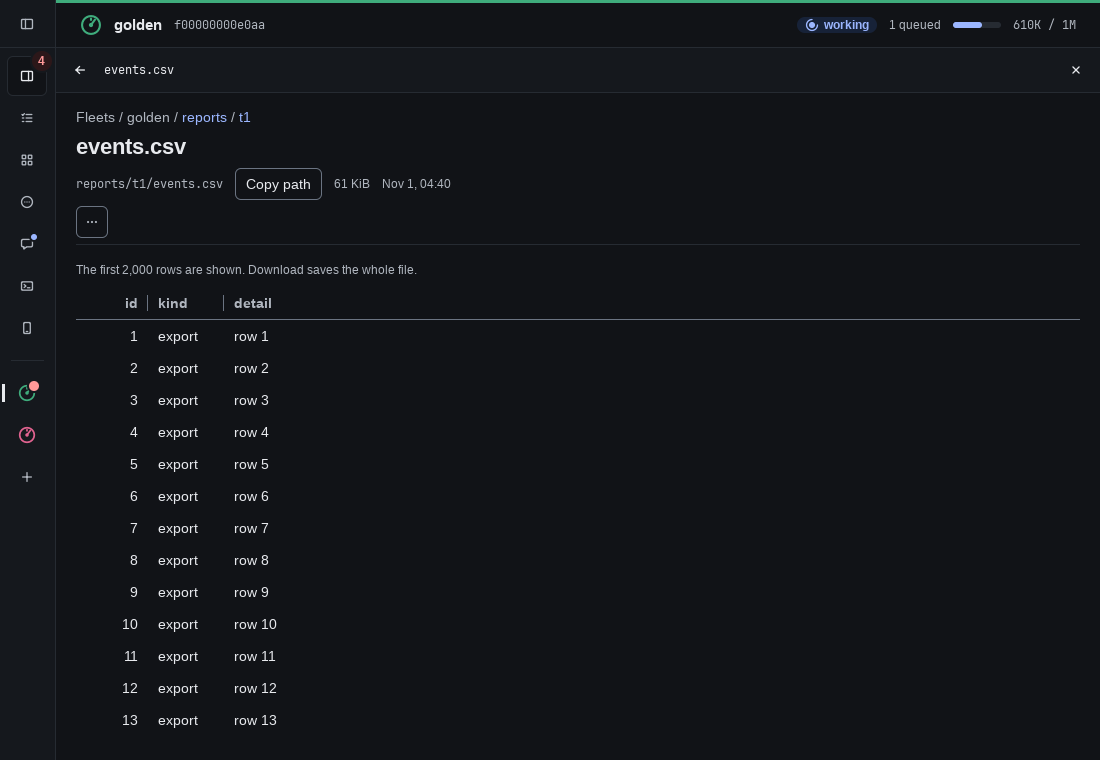 golden f00000000e0aa working 1 queued 610K / 1M
4
events.csv
Fleets / golden / reports / t1
events.csv
reports/t1/events.csv Copy path 61 KiB Nov 1, 04:40
The first 2,000 rows are shown. Download saves the whole file.
id kind detail
1 export row 1
2 export row 2
3 export row 3
4 export row 4
5 export row 5
6 export row 6
7 export row 7
8 export row 8
9 export row 9
10 export row 10
11 export row 11
12 export row 12
13 export row 13